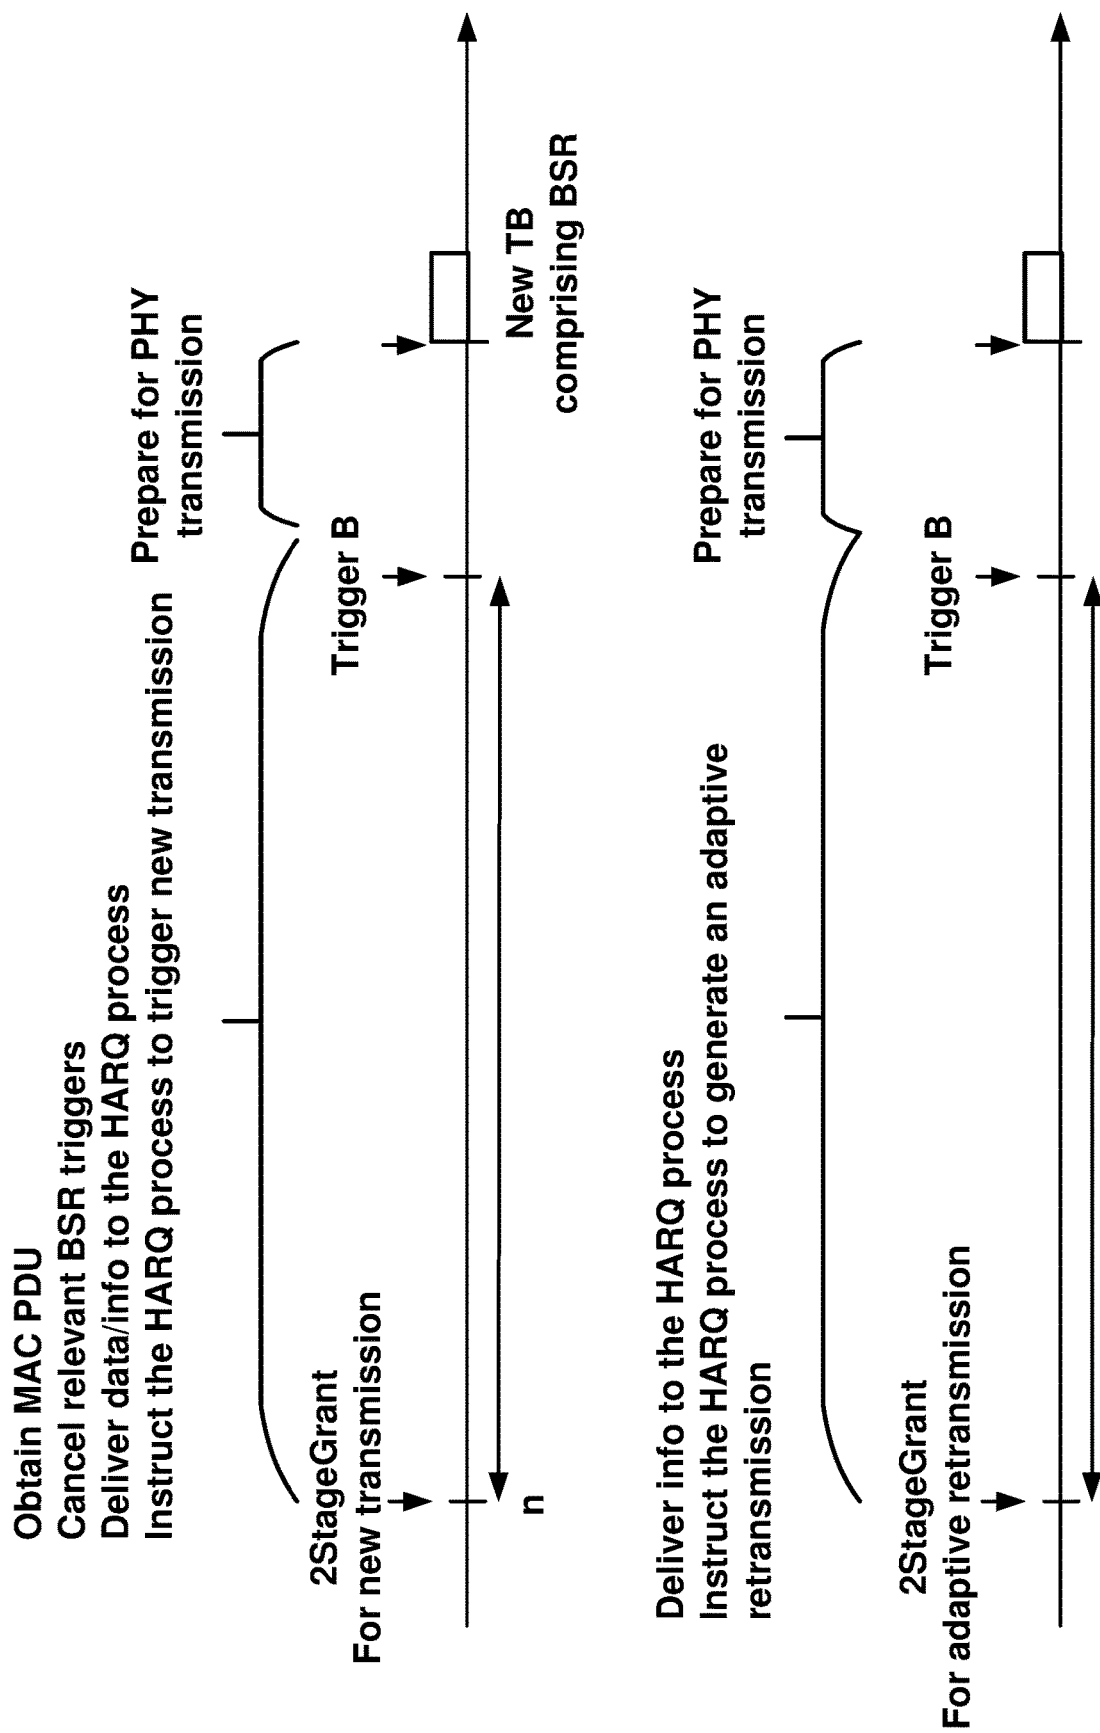 Obtain MAC PDU
Cancel relevant BSR triggers
Deliver data/info to the HARQ process
Instruct the HARQ process to trigger new transmission
Prepare for PHY
transmission
2StageGrant
For new transmission
Trigger B
n
New TB
comprising BSR
Deliver info to the HARQ process
Instruct the HARQ process to generate an adaptive
retransmission
Prepare for PHY
transmission
2StageGrant
For adaptive retransmission
Trigger B